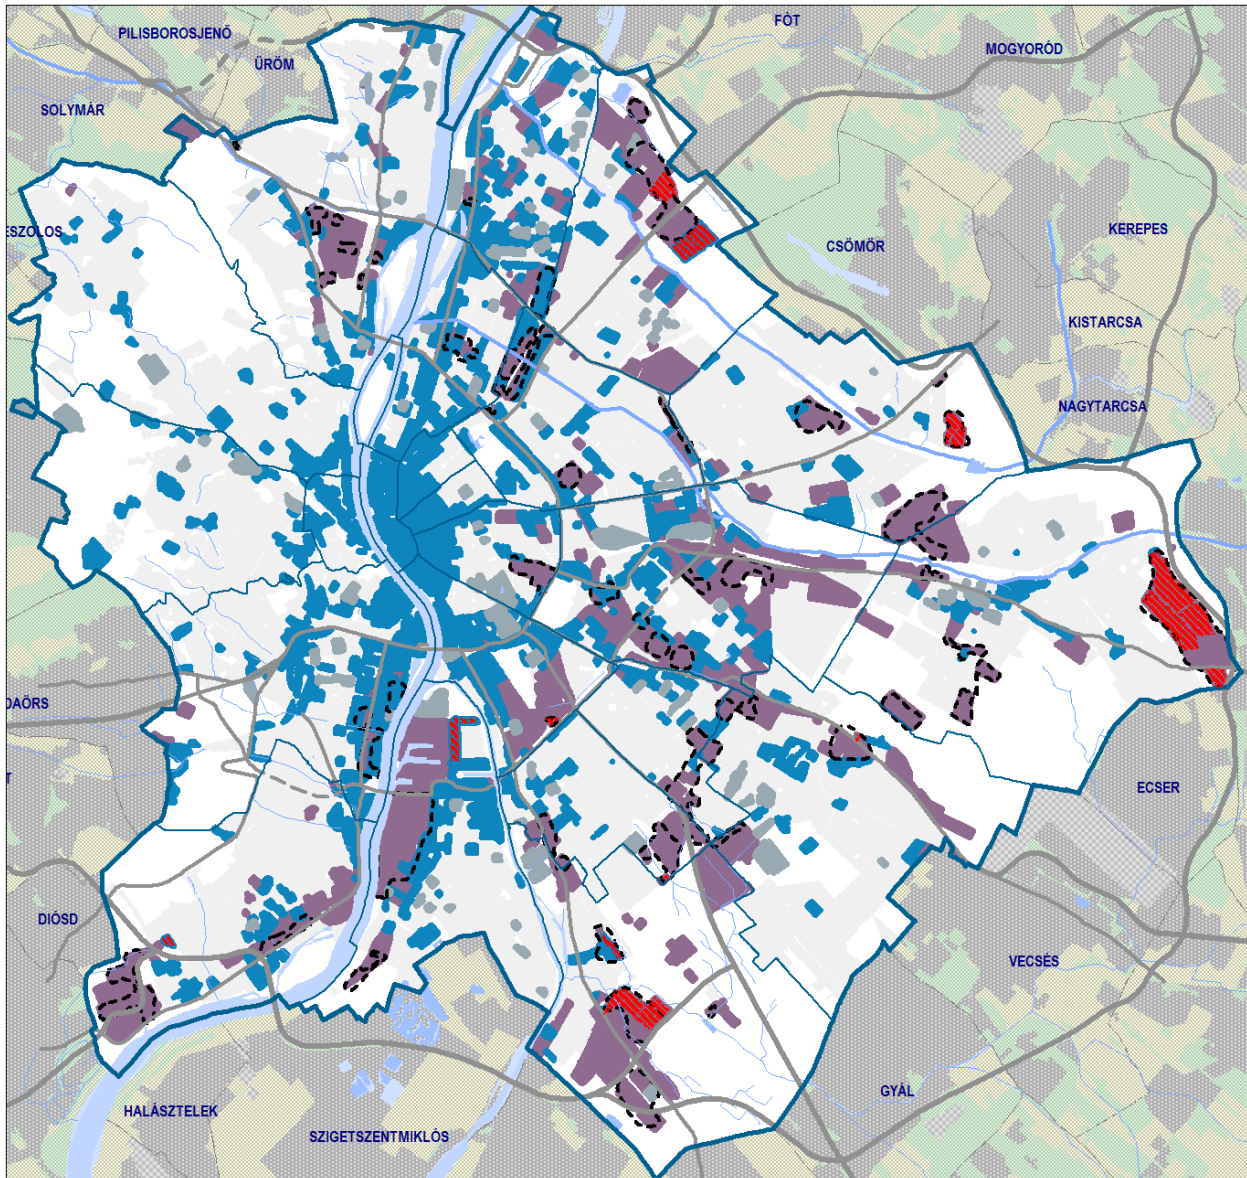 FÓT
PILISBOROSJENŐ
MOGYORÓD
ÜRÖM
SOLYMÁR
KEREPES
ESZOLOS
CSÖMÖR
KISTARCSA
NAGYTARCSA
DAÖRS
T
ECSER
DIÓSD
VECSÉS
GYÁL
HALÁSZTELEK
SZIGETSZENTMIKLÓS